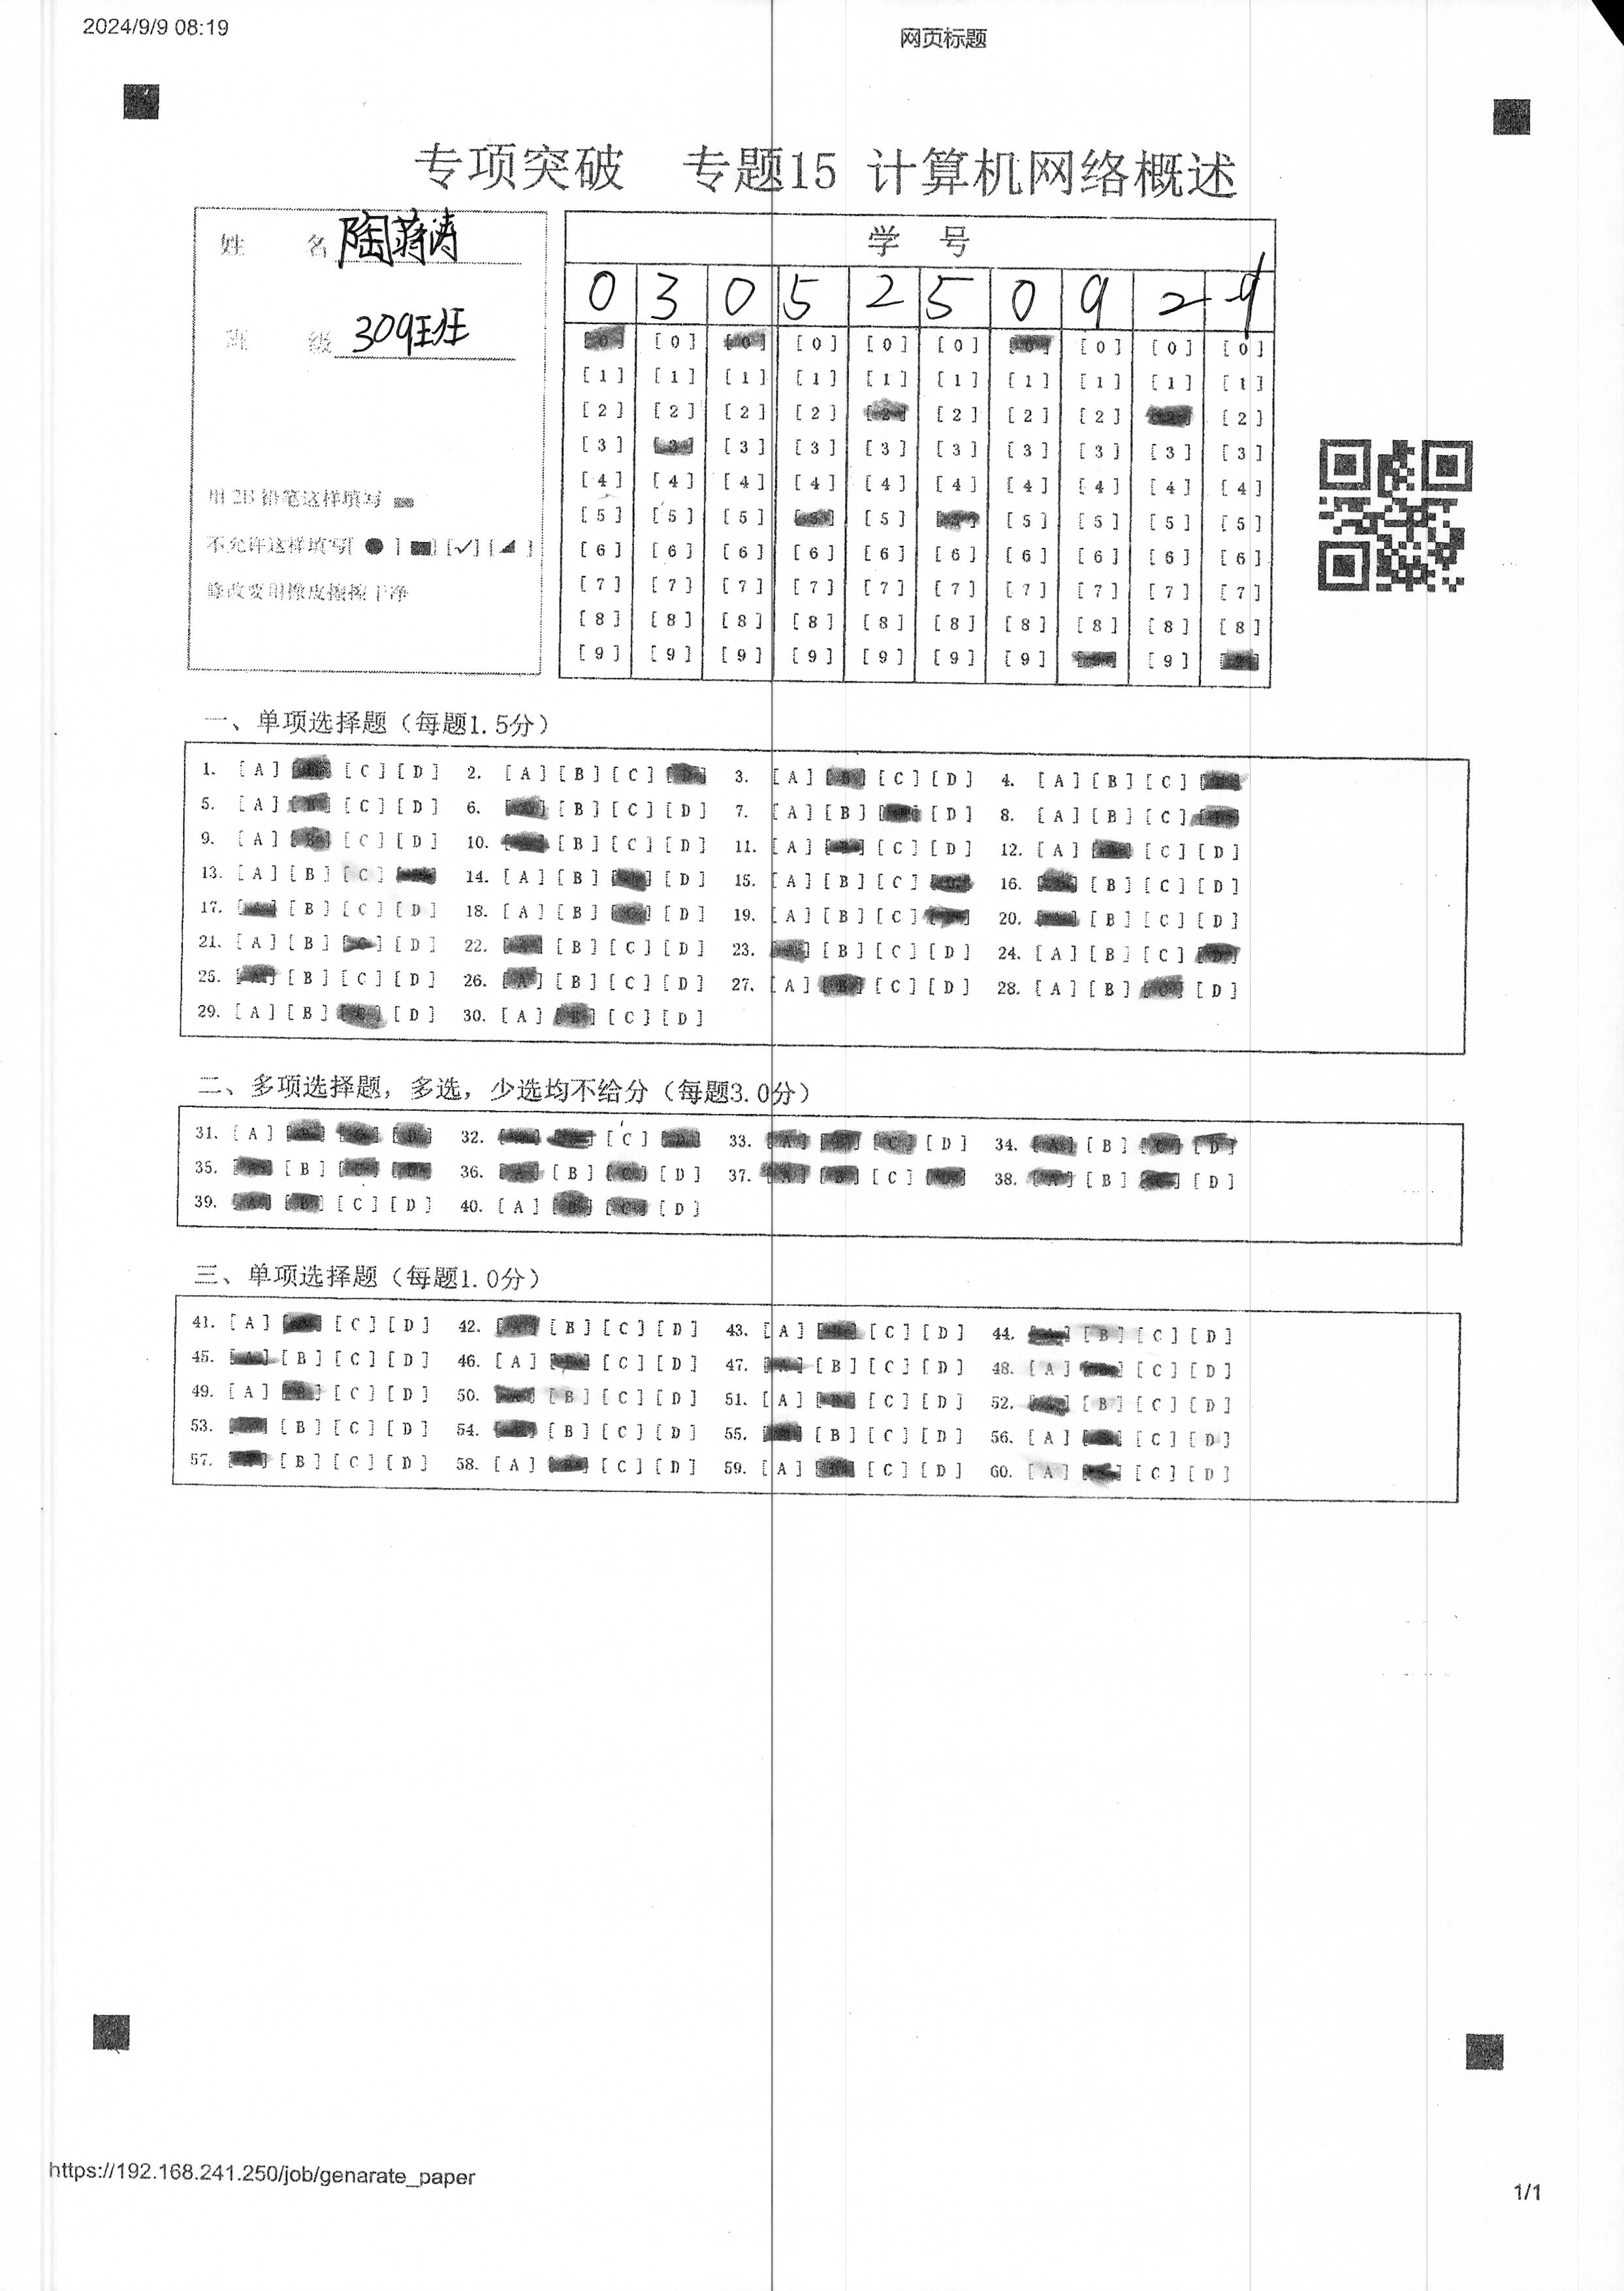 2024/9/9 08:19
网页标题
专项突破 专题15 计算机网络概述
姓 名 陶蒋涛
班 级 309班
用 2B 铅笔这样填写
不允许这样填写[ ● ] [■] [✓] [◢ ]
修改要用橡皮擦擦干净
学 号
0 3 0 5 2 5 0 9 2 9
[0] [0] [0] [0] [0] [0] [0] [0] [0] [0]
[1] [1] [1] [1] [1] [1] [1] [1] [1] [1]
[2] [2] [2] [2] [2] [2] [2] [2] [2]
[3] [3] [3] [3] [3] [3] [3] [3] [3] [3]
[4] [4] [4] [4] [4] [4] [4] [4] [4] [4]
[5] [5] [5] [5] [5] [5] [5] [5] [5]
[6] [6] [6] [6] [6] [6] [6] [6] [6] [6]
[7] [7] [7] [7] [7] [7] [7] [7] [7] [7]
[8] [8] [8] [8] [8] [8] [8] [8] [8] [8]
[9] [9] [9] [9] [9] [9] [9] [9]
一、单项选择题（每题1.5分）
1. [A] [C] [D] 2. [A] [B] [C] 3. [A] [B] [C] [D] 4. [A] [B] [C]
5. [A] [B] [C] [D] 6. [B] [C] [D] 7. [A] [B] [D] 8. [A] [B] [C]
9. [A] [C] [D] 10. [B] [C] [D] 11. [A] [C] [D] 12. [A] [C] [D]
13. [A] [B] [C] 14. [A] [B] [D] 15. [A] [B] [C] 16. [B] [C] [D]
17. [B] [C] [D] 18. [A] [B] [D] 19. [A] [B] [C] 20. [B] [C] [D]
21. [A] [B] [C] [D] 22. [B] [C] [D] 23. [B] [C] [D] 24. [A] [B] [C]
25. [A] [B] [C] [D] 26. [A] [B] [C] [D] 27. [A] [B] [C] [D] 28. [A] [B] [C] [D]
29. [A] [B] [D] 30. [A] [B] [C] [D]
二、多项选择题，多选，少选均不给分（每题3.0分）
31. [A] 32. [C] 33. [A] [C] [D] 34. [A] [B] [C] [D]
35. [B] 36. [A] [B] [C] [D] 37. [A] [B] [C] 38. [A] [B] [D]
39. [C] [D] 40. [A] [B] [C] [D]
三、单项选择题（每题1.0分）
41. [A] [C] [D] 42. [B] [C] [D] 43. [A] [C] [D] 44. [B] [C] [D]
45. [A] [B] [C] [D] 46. [A] [C] [D] 47. [B] [C] [D] 48. [A] [C] [D]
49. [A] [C] [D] 50. [B] [C] [D] 51. [A] [C] [D] 52. [B] [C] [D]
53. [B] [C] [D] 54. [B] [C] [D] 55. [B] [C] [D] 56. [A] [C] [D]
57. [B] [C] [D] 58. [A] [C] [D] 59. [A] [C] [D] 60. [A] [C] [D]
https://192.168.241.250/job/genarate_paper
1/1